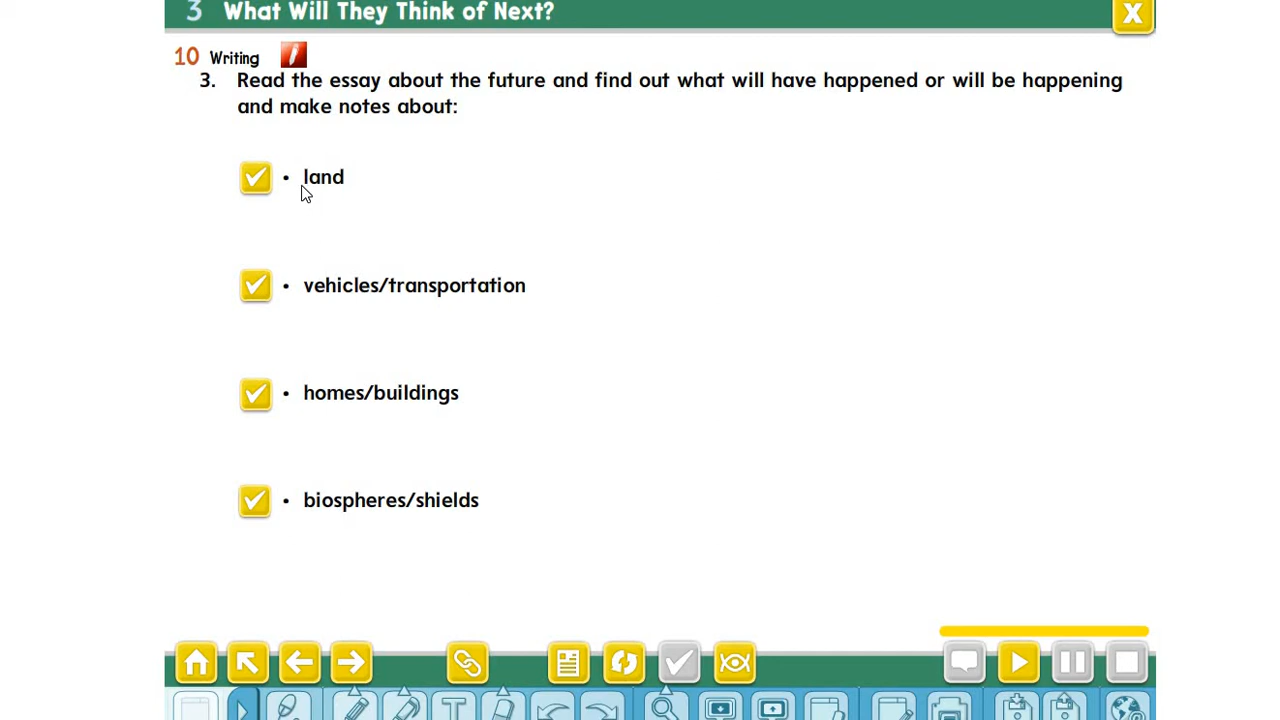 3 What Will They Think of Next?
X
10 Writing
3. Read the essay about the future and find out what will have happened or will be happening
and make notes about:
• land
• vehicles/transportation
• homes/buildings
• biospheres/shields
T